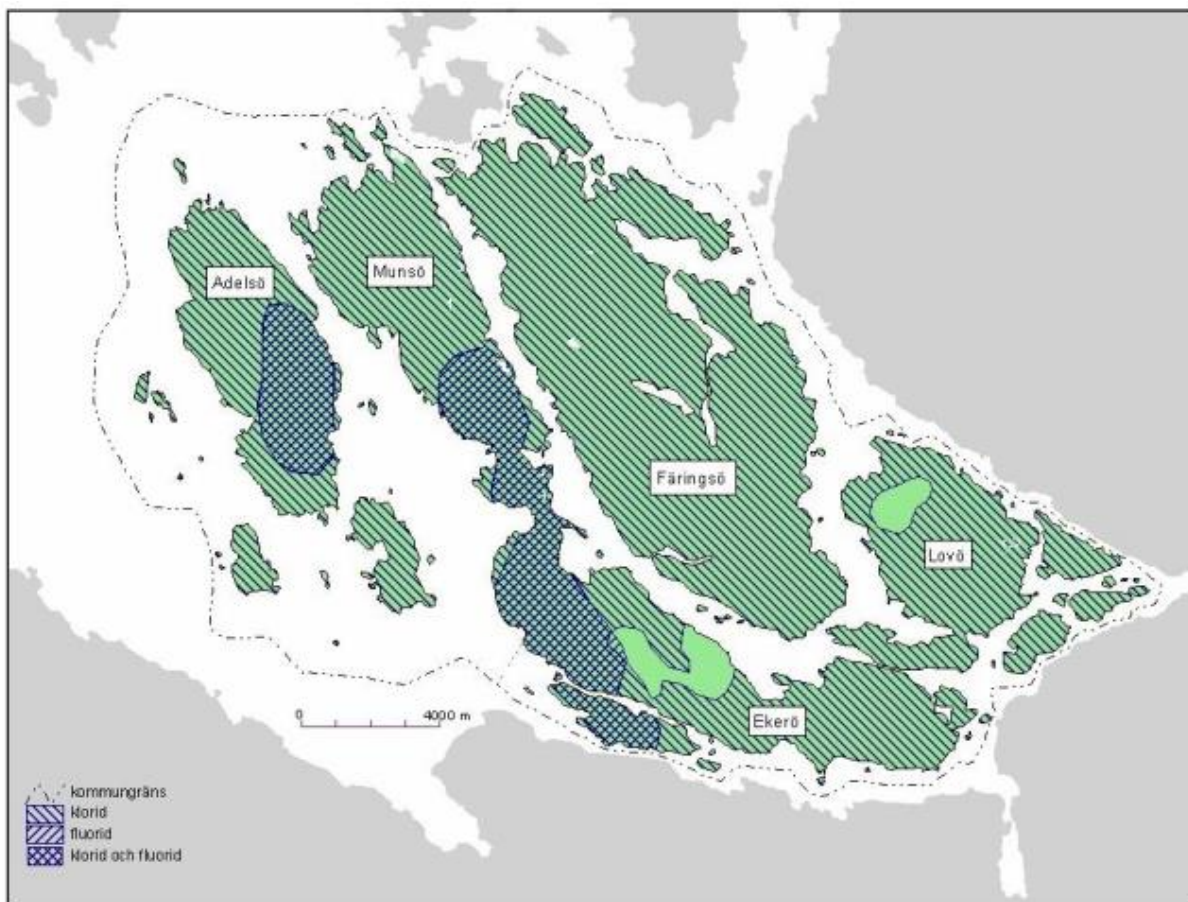 Adelsö
Munsö
Färingsö
Lovö
Ekerö
0 4000 m
kommungräns
klorid
fluorid
klorid och fluorid